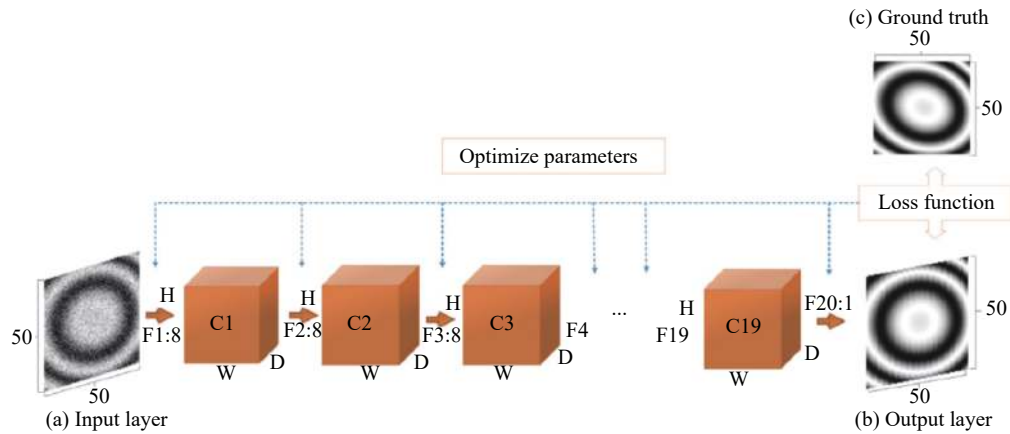 (c) Ground truth
50
50
Optimize parameters
Loss function
H
F1:8
C1
D
W
H
F2:8
C2
D
W
H
F3:8
C3
D
W
F4
...
H
F19
C19
D
W
F20:1
50
50
(a) Input layer
50
50
(b) Output layer